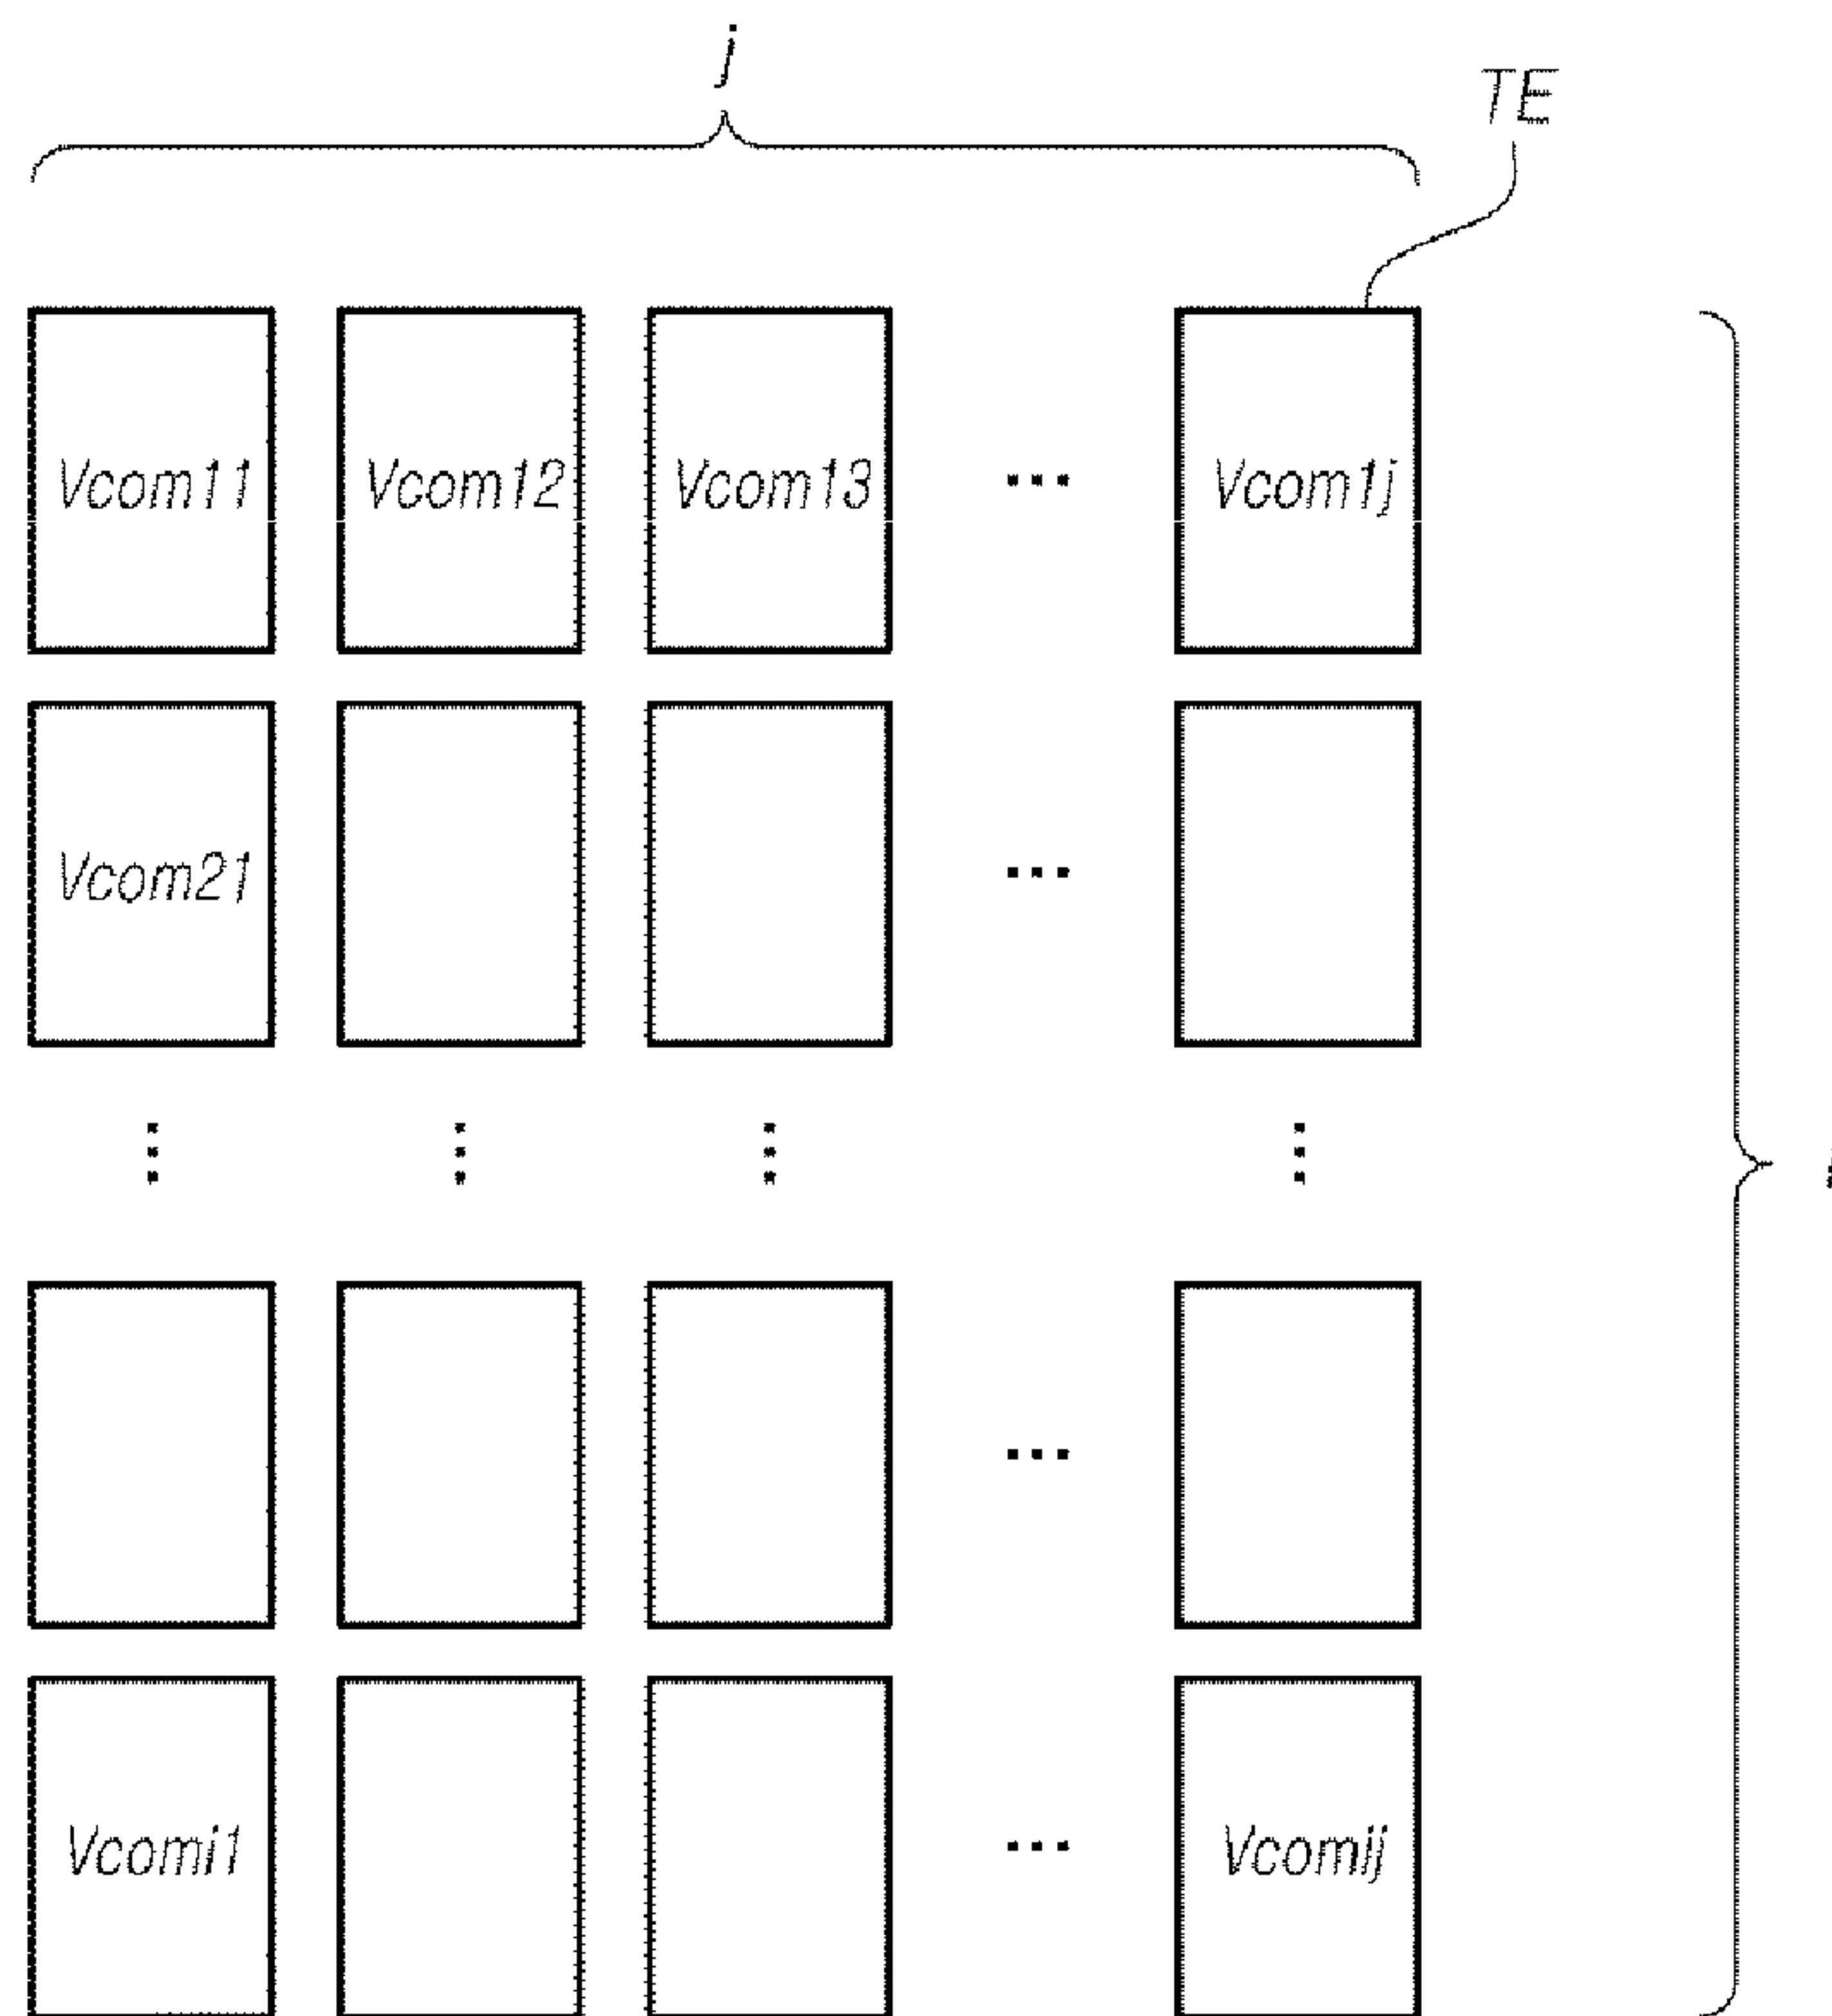 j
TE
Vcom11 Vcom12 Vcom13 ... Vcom1j
Vcom21 ...
...
Vcomi1 ... Vcomij